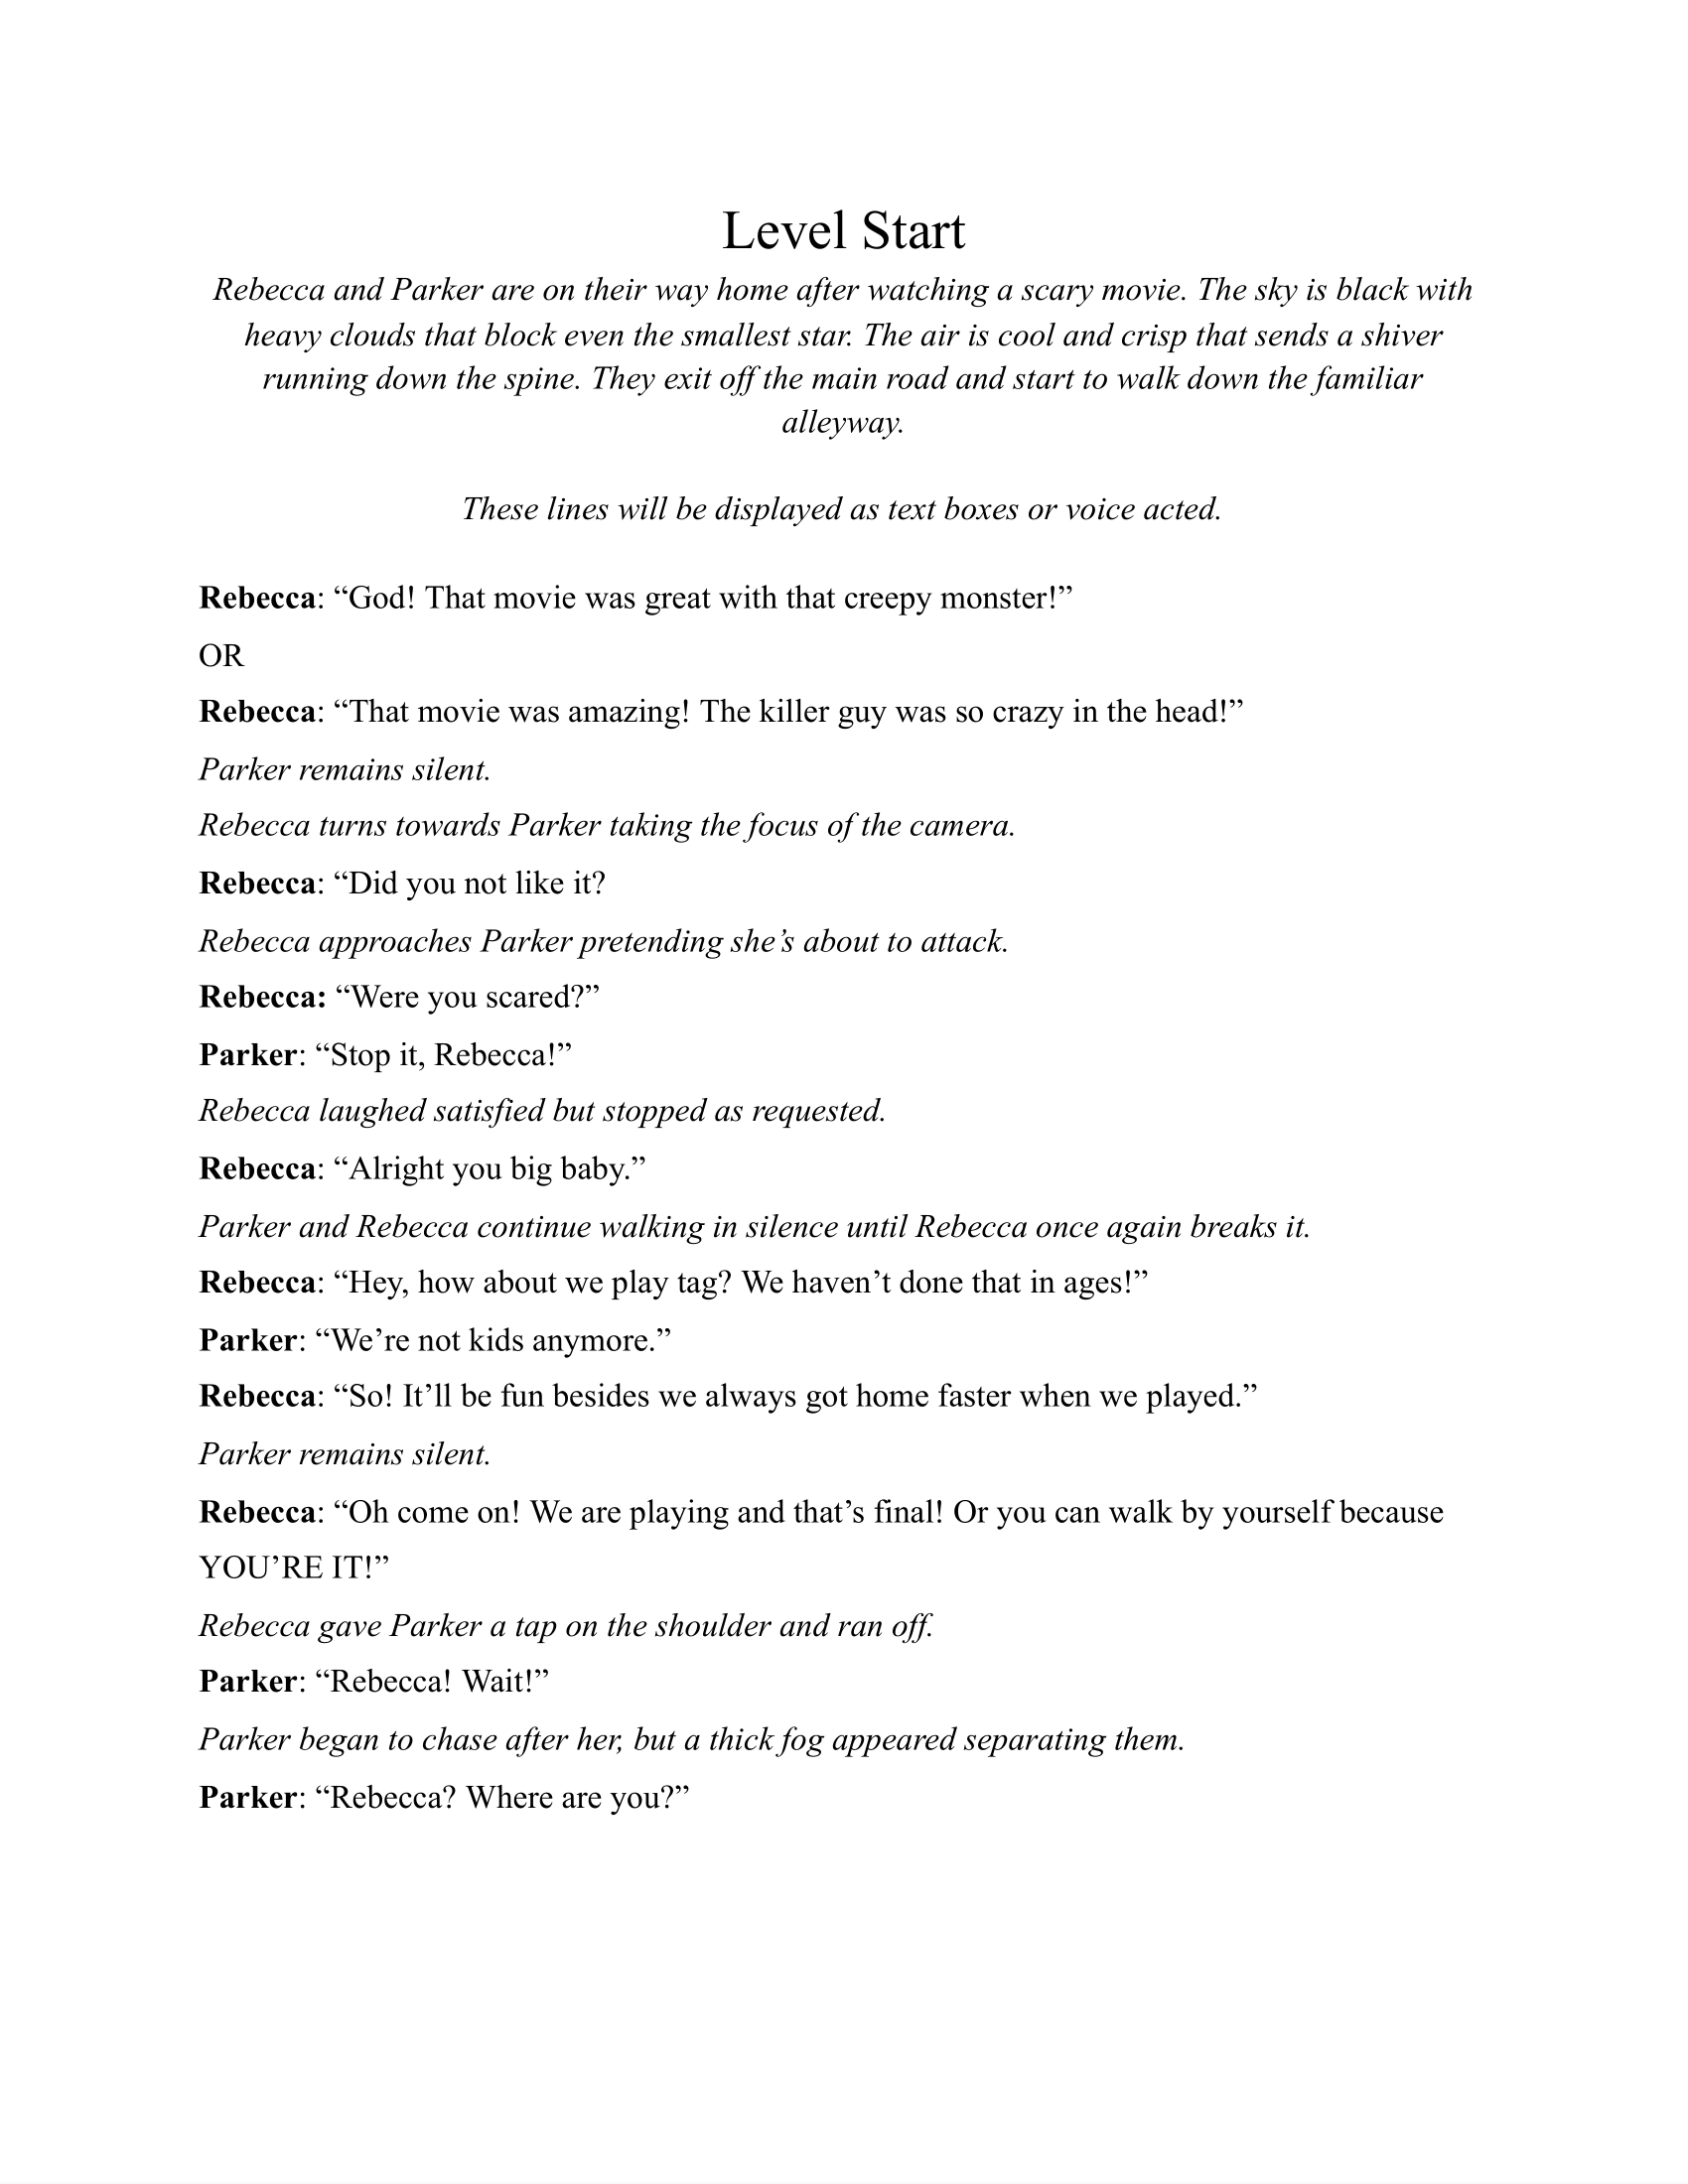 Level Start
Rebecca and Parker are on their way home after watching a scary movie. The sky is black with
heavy clouds that block even the smallest star. The air is cool and crisp that sends a shiver
running down the spine. They exit off the main road and start to walk down the familiar
alleyway.
These lines will be displayed as text boxes or voice acted.
Rebecca: “God! That movie was great with that creepy monster!”
OR
Rebecca: “That movie was amazing! The killer guy was so crazy in the head!”
Parker remains silent.
Rebecca turns towards Parker taking the focus of the camera.
Rebecca: “Did you not like it?
Rebecca approaches Parker pretending she’s about to attack.
Rebecca: “Were you scared?”
Parker: “Stop it, Rebecca!”
Rebecca laughed satisfied but stopped as requested.
Rebecca: “Alright you big baby.”
Parker and Rebecca continue walking in silence until Rebecca once again breaks it.
Rebecca: “Hey, how about we play tag? We haven’t done that in ages!”
Parker: “We’re not kids anymore.”
Rebecca: “So! It’ll be fun besides we always got home faster when we played.”
Parker remains silent.
Rebecca: “Oh come on! We are playing and that’s final! Or you can walk by yourself because
YOU’RE IT!”
Rebecca gave Parker a tap on the shoulder and ran off.
Parker: “Rebecca! Wait!”
Parker began to chase after her, but a thick fog appeared separating them.
Parker: “Rebecca? Where are you?”